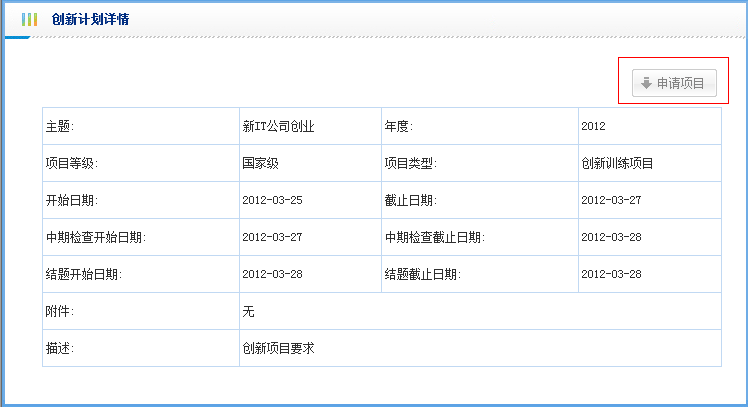 创新计划详情
申请项目
主题: 新IT公司创业 年度: 2012
项目等级: 国家级 项目类型: 创新训练项目
开始日期: 2012-03-25 截止日期: 2012-03-27
中期检查开始日期: 2012-03-27 中期检查截止日期: 2012-03-28
结题开始日期: 2012-03-28 结题截止日期: 2012-03-28
附件: 无
描述: 创新项目要求